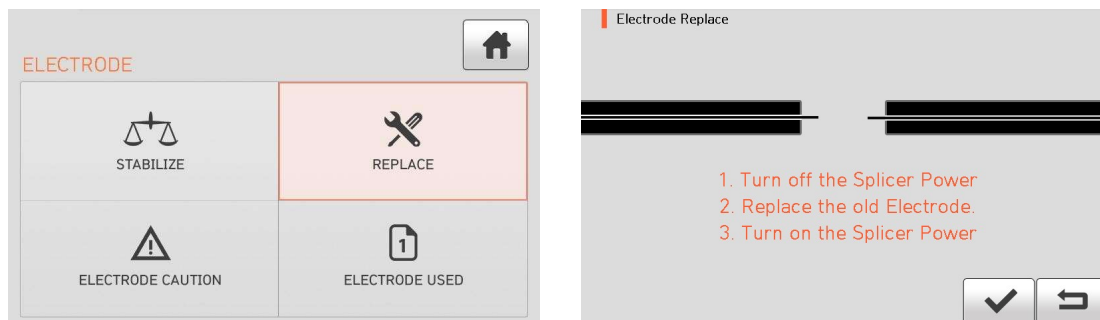 ELECTRODE
STABILIZE
REPLACE
ELECTRODE CAUTION
1
ELECTRODE USED
Electrode Replace
1. Turn off the Splicer Power
2. Replace the old Electrode.
3. Turn on the Splicer Power